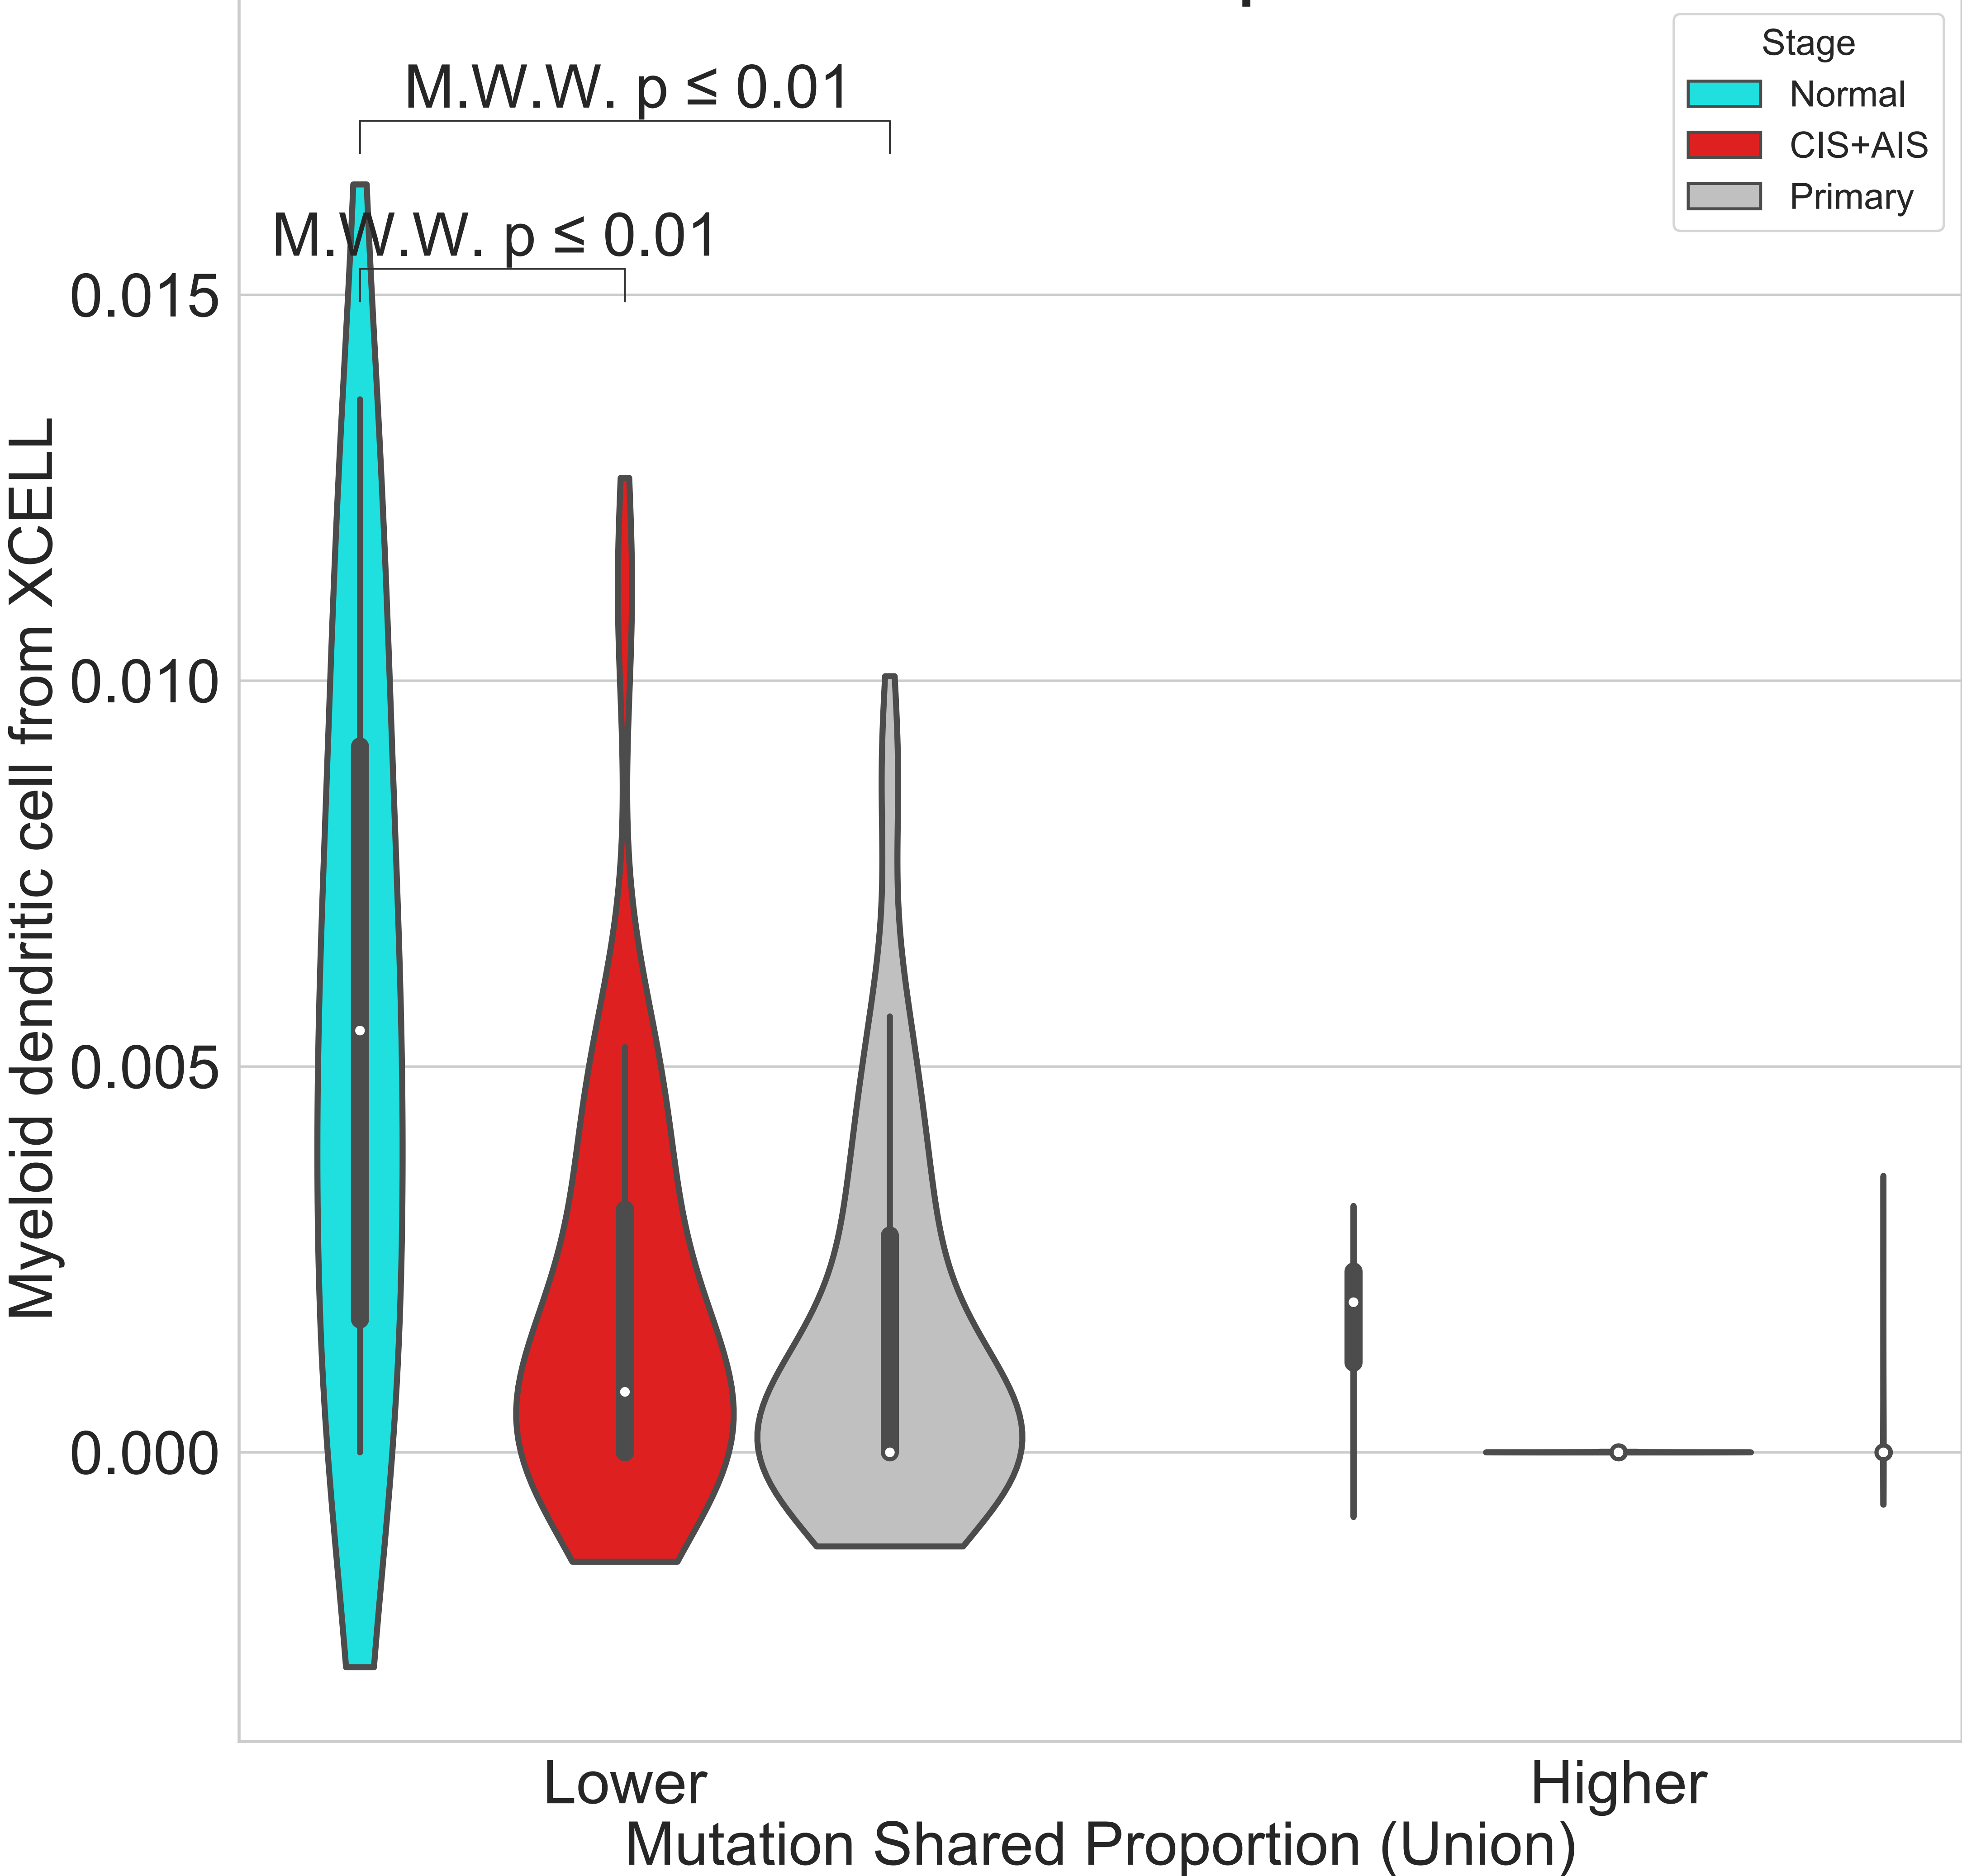 Stage
Normal
CIS+AIS
Primary
M.W.W. p ≤ 0.01
M.W.W. p ≤ 0.01
0.015
0.010
0.005
0.000
Myeloid dendritic cell from XCELL
Lower
Higher
Mutation Shared Proportion (Union)